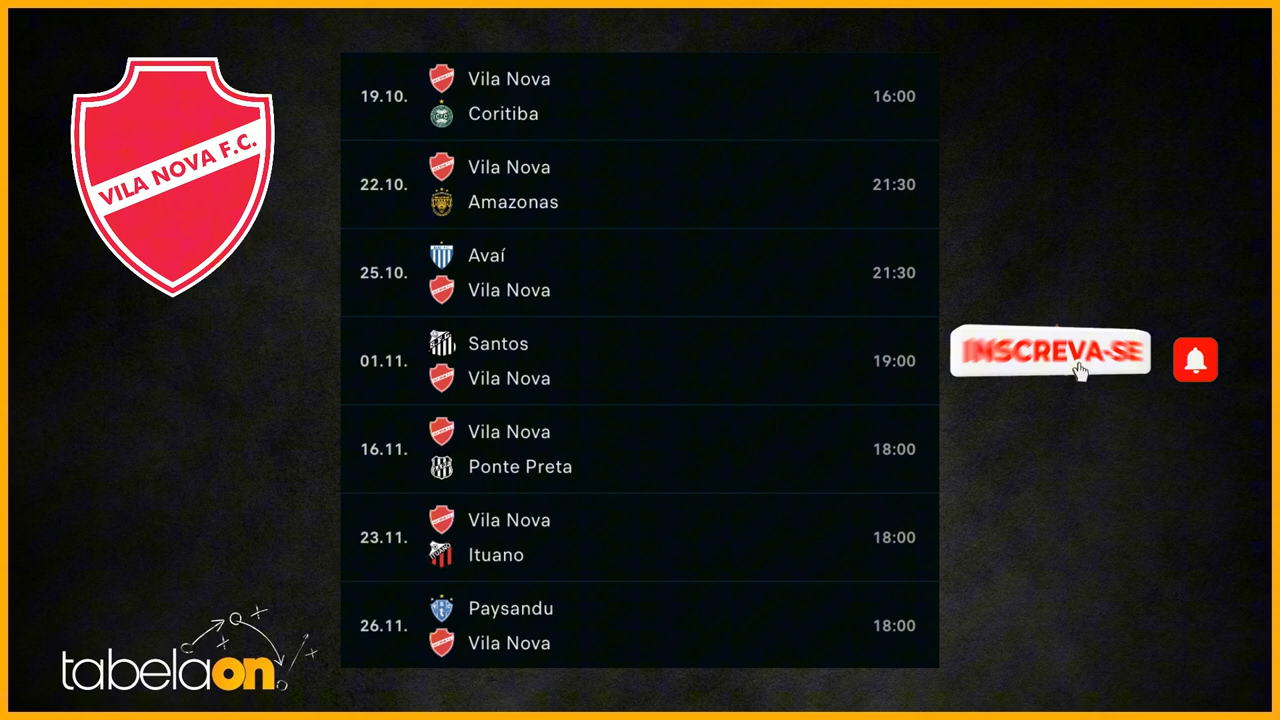 VILA NOVA F.C.
19.10.
Vila Nova
Coritiba
16:00
22.10.
Vila Nova
Amazonas
21:30
25.10.
Avaí
Vila Nova
21:30
01.11.
Santos
Vila Nova
19:00
16.11.
Vila Nova
Ponte Preta
18:00
23.11.
Vila Nova
Ituano
18:00
26.11.
Paysandu
Vila Nova
18:00
INSCREVA-SE
tabelaon